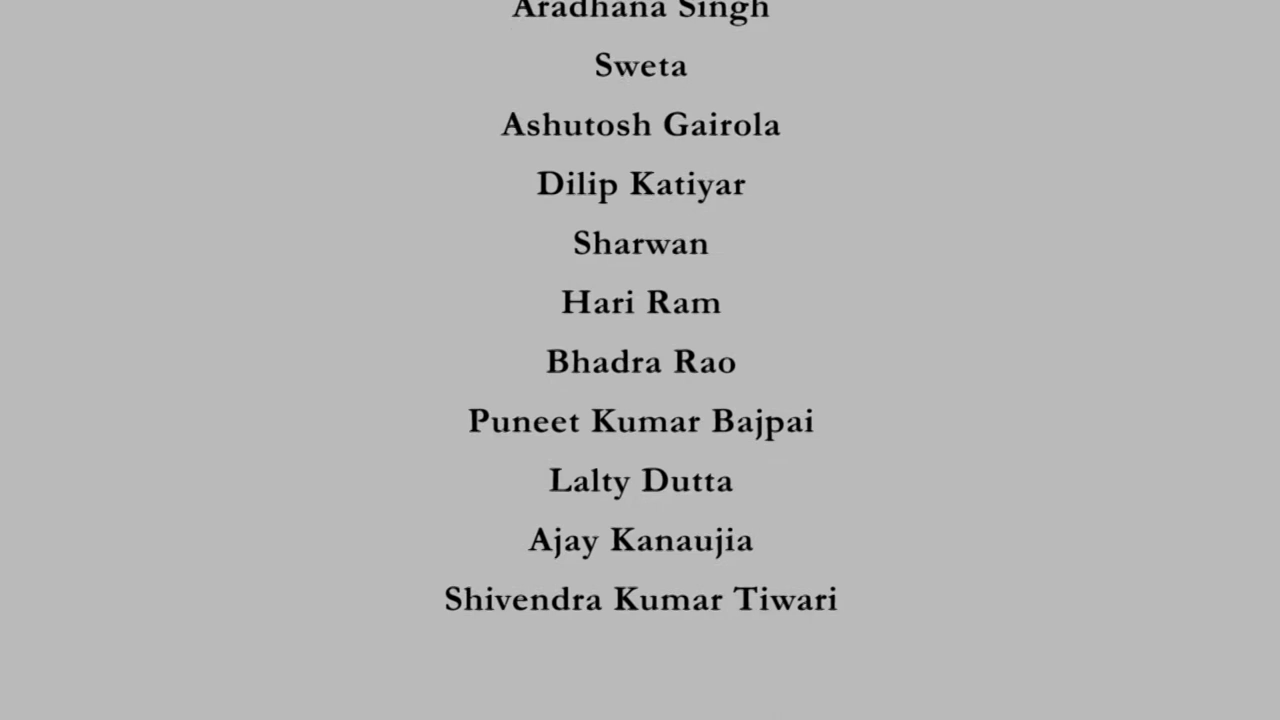 Aradhana Singh
Sweta
Ashutosh Gairola
Dilip Katiyar
Sharwan
Hari Ram
Bhadra Rao
Puneet Kumar Bajpai
Lalty Dutta
Ajay Kanaujia
Shivendra Kumar Tiwari